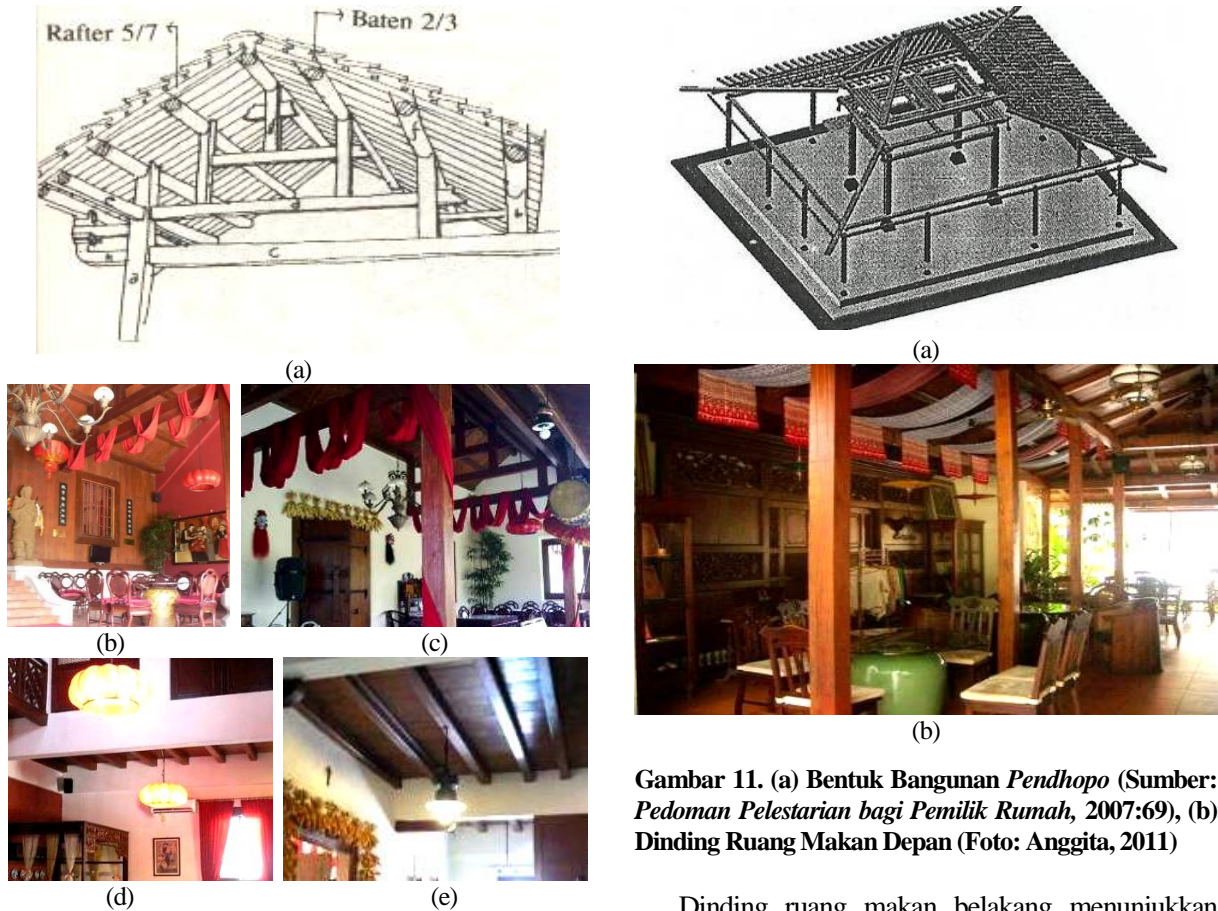 Rafter 5/7
Baten 2/3
C
(a)
(b)
(c)
(d)
(e)
(a)
(b)
Gambar 11. (a) Bentuk Bangunan Pendhopo (Sumber:
Pedoman Pelestarian bagi Pemilik Rumah, 2007:69), (b)
Dinding Ruang Makan Depan (Foto: Anggita, 2011)
Dinding ruang makan belakang menunjukkan